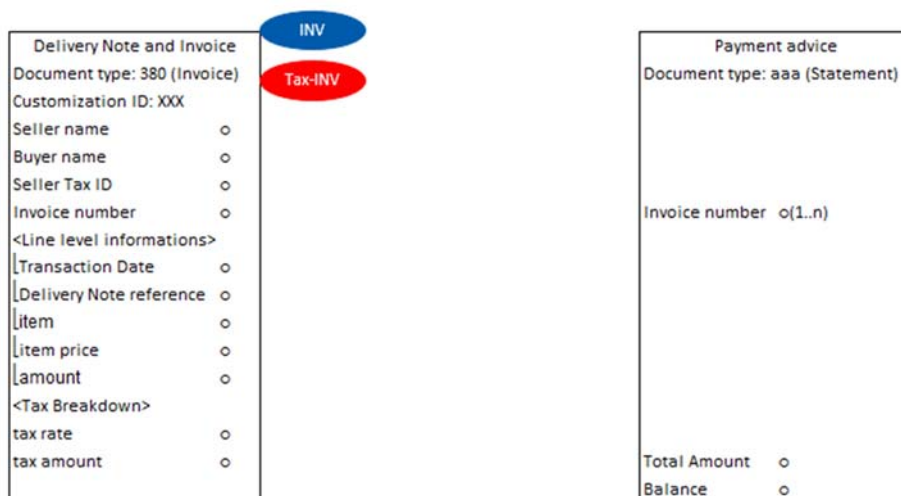 INV
Delivery Note and Invoice
Document type: 380 (Invoice)
Tax-INV
Customization ID: XXX
Seller name ○
Buyer name ○
Seller Tax ID ○
Invoice number ○
<Line level informations>
Transaction Date ○
Delivery Note reference ○
item ○
item price ○
amount ○
<Tax Breakdown>
tax rate ○
tax amount ○
Payment advice
Document type: aaa (Statement)
Invoice number ○(1..n)
Total Amount ○
Balance ○